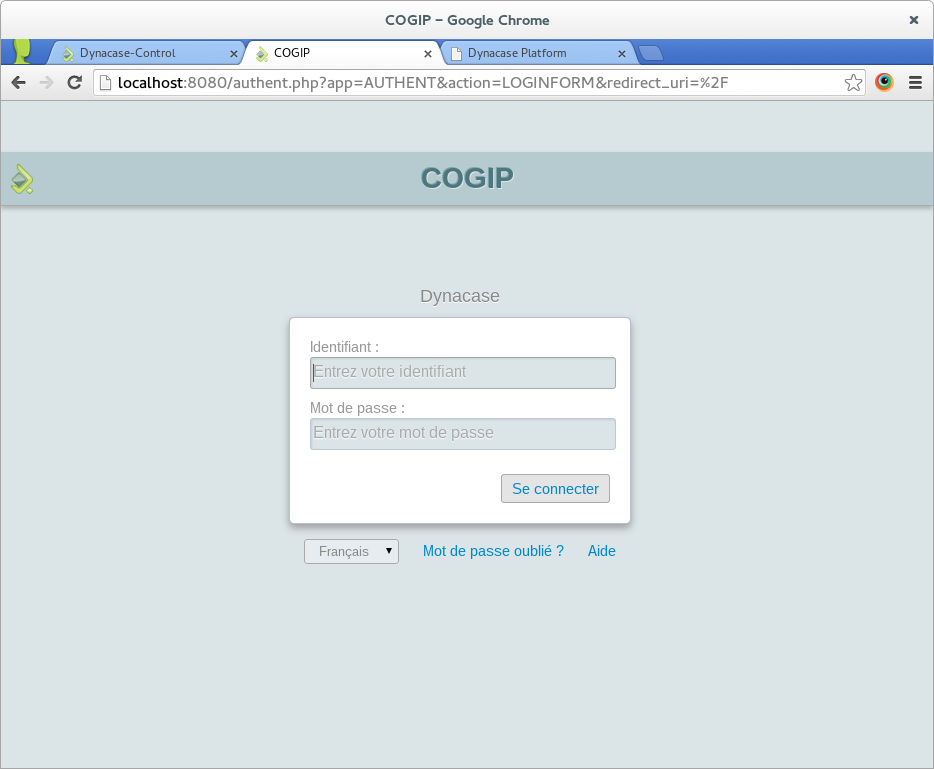 COGIP - Google Chrome
Dynacase-Control COGIP Dynacase Platform
localhost:8080/authent.php?app=AUTHENT&action=LOGINFORM&redirect_uri=%2F
COGIP
Dynacase
Identifiant :
Entrez votre identifiant
Mot de passe :
Entrez votre mot de passe
Se connecter
Français Mot de passe oublié ? Aide